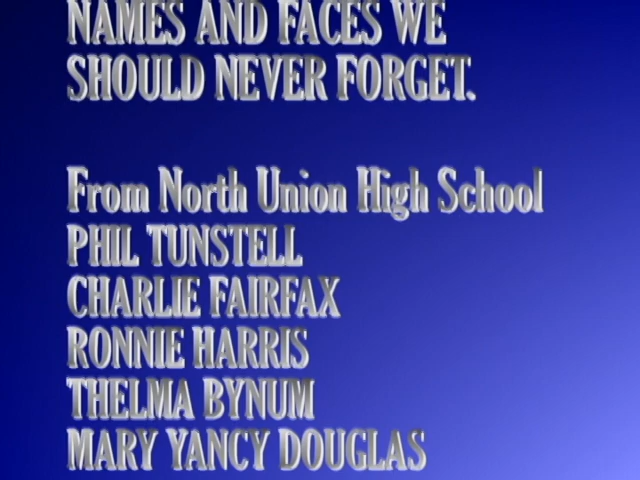 NAMES AND FACES WE
SHOULD NEVER FORGET.
From North Union High School
PHIL TUNSTELL
CHARLIE FAIRFAX
RONNIE HARRIS
THELMA BYNUM
MARY YANCY DOUGLAS